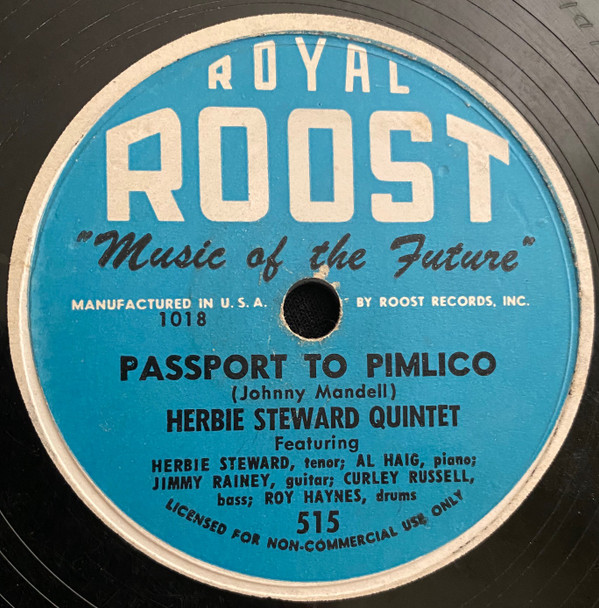 ROYAL
ROOST
"Music of the Future"
MANUFACTURED IN U.S.A. BY ROOST RECORDS, INC.
1018
PASSPORT TO PIMLICO
(Johnny Mandell)
HERBIE STEWARD QUINTET
Featuring
HERBIE STEWARD, tenor; AL HAIG, piano;
JIMMY RAINEY, guitar; CURLEY RUSSELL,
bass; ROY HAYNES, drums
515
LICENSED FOR NON-COMMERCIAL USE ONLY